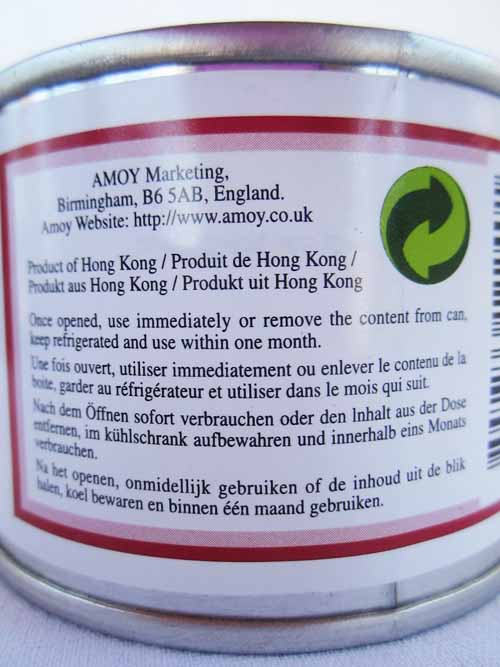 AMOY Marketing,
Birmingham, B6 5AB, England.
Amoy Website: http://www.amoy.co.uk
Product of Hong Kong / Produit de Hong Kong /
Produkt aus Hong Kong / Produkt uit Hong Kong
Once opened, use immediately or remove the content from can,
keep refrigerated and use within one month.
Une fois ouvert, utiliser immediatement ou enlever le contenu de la
boite, garder au réfrigérateur et utiliser dans le mois qui suit.
Nach dem Öffnen sofort verbrauchen oder den Inhalt aus der Dose
entfernen, im kühlschrank aufbewahren und innerhalb eins Monats
verbrauchen.
Na het openen, onmidellijk gebruiken of de inhoud uit de blik
halen, koel bewaren en binnen één maand gebruiken.